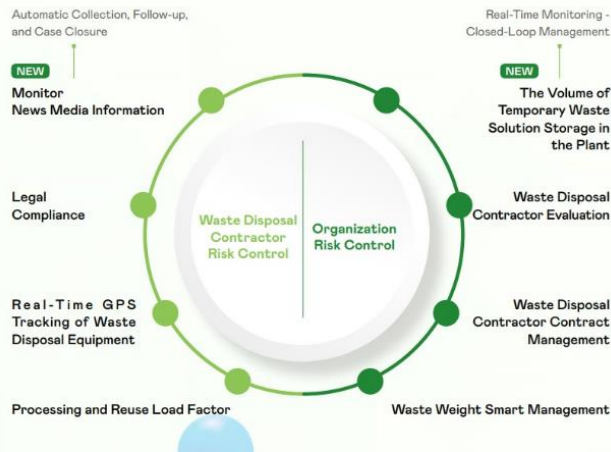 Automatic Collection, Follow-up,
and Case Closure
NEW
Monitor
News Media Information
Legal
Compliance
Real-Time GPS
Tracking of Waste
Disposal Equipment
Processing and Reuse Load Factor
Waste Disposal
Contractor
Risk Control
Organization
Risk Control
Real-Time Monitoring -
Closed-Loop Management
NEW
The Volume of
Temporary Waste
Solution Storage in
the Plant
Waste Disposal
Contractor Evaluation
Waste Disposal
Contractor Contract
Management
Waste Weight Smart Management